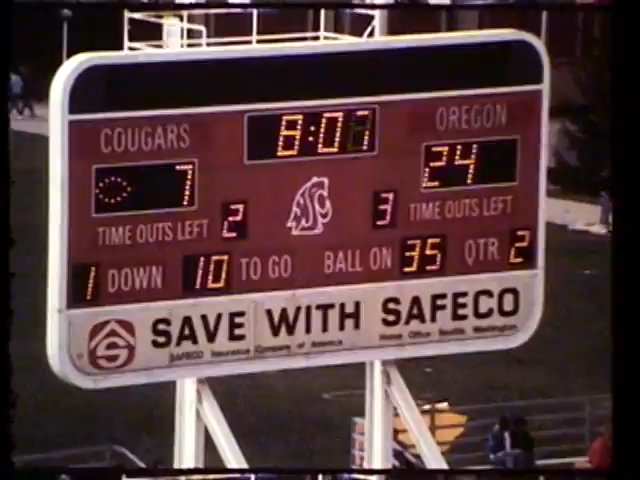 COUGARS 8:07 OREGON
7 24
TIME OUTS LEFT 2 3 TIME OUTS LEFT
1 DOWN 10 TO GO BALL ON 35 QTR 2
SAVE WITH SAFECO
SAFECO Insurance Company of America Home Office Seattle, Washington